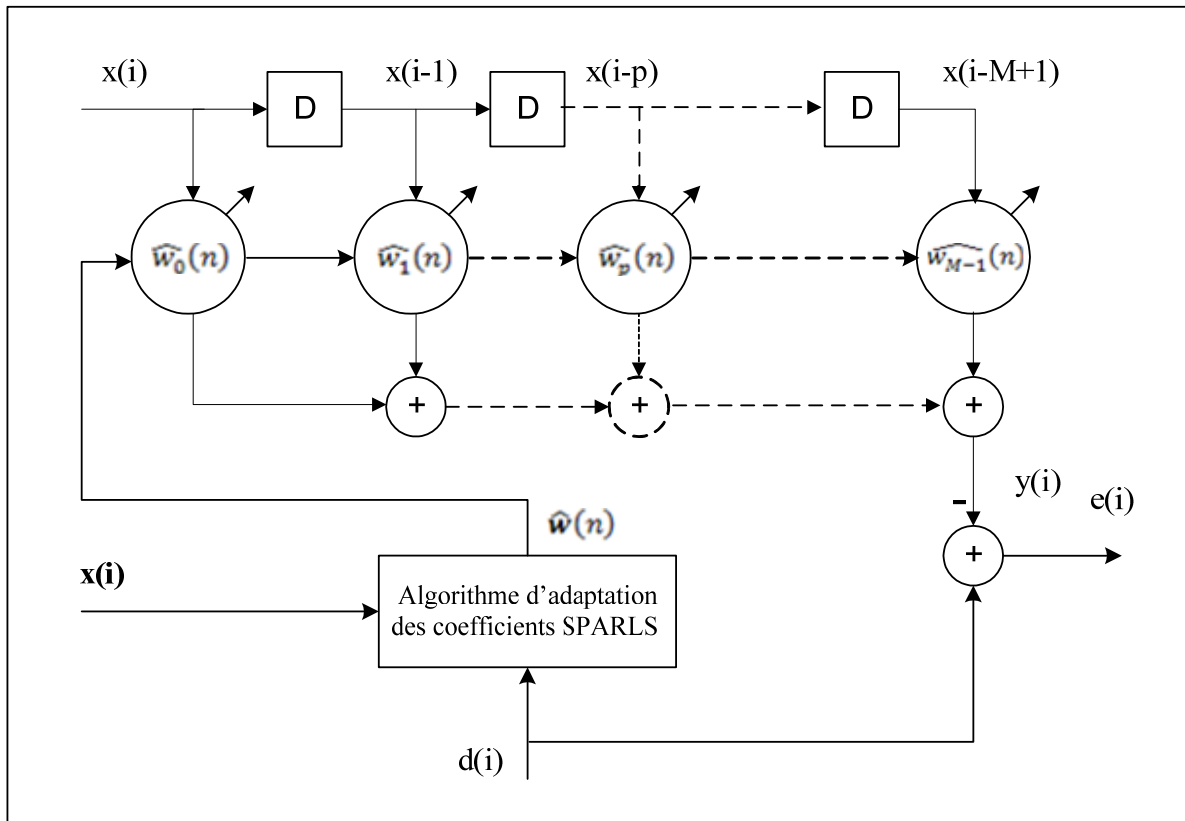 x(i) x(i-1) x(i-p) x(i-M+1)
D D D
ŵ₀(n) ŵ₁(n) ŵₚ(n) ŵ_{M−1}(n)
+ + +
y(i)
-
e(i)
ŵ(n)
+
x(i)
Algorithme d’adaptation
des coefficients SPARLS
d(i)